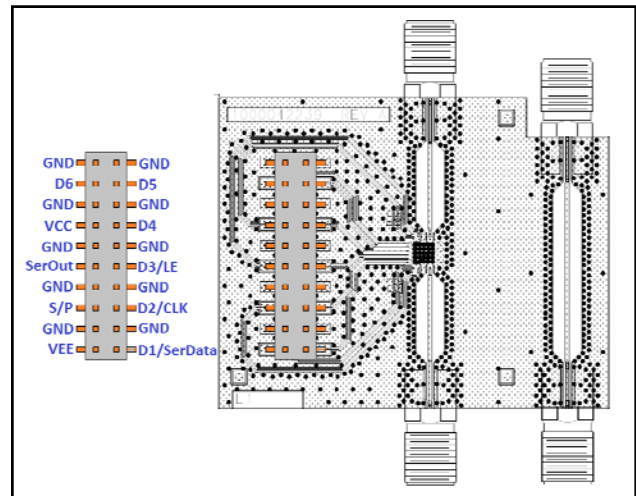 GND GND
D6 D5
GND GND
VCC D4
GND GND
SerOut D3/LE
GND GND
S/P D2/CLK
GND GND
VEE D1/SerData